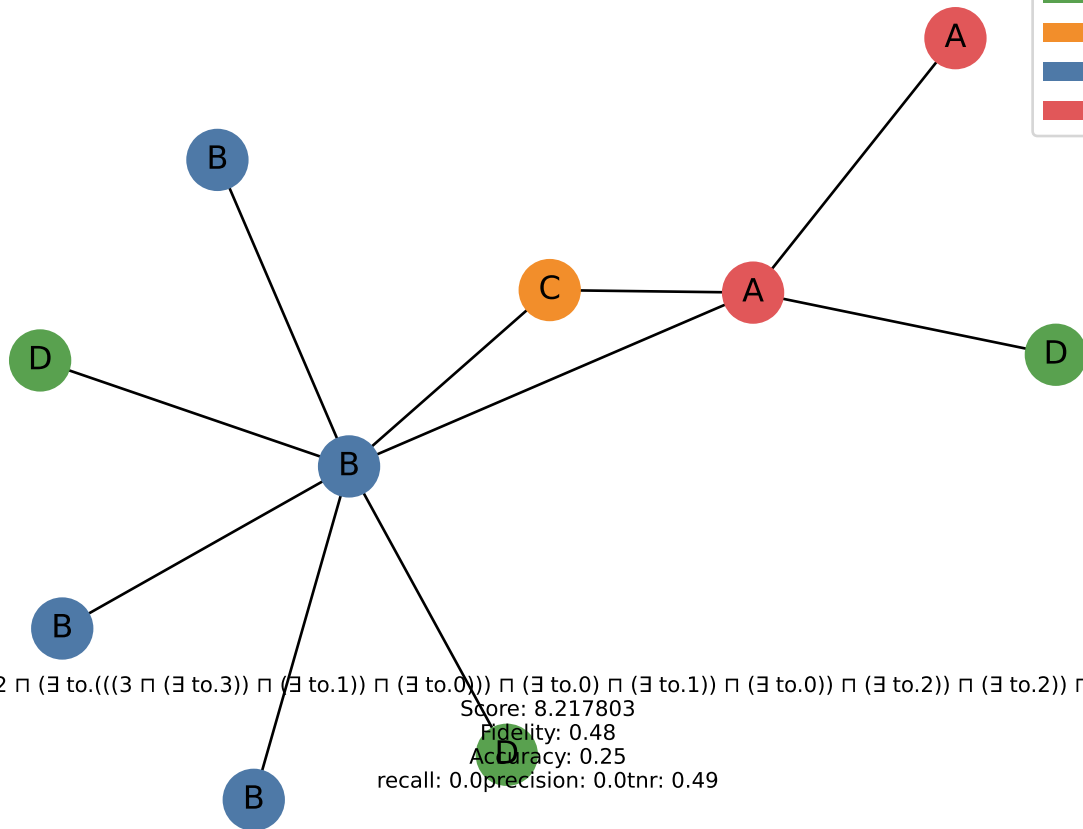 A
B
C
A
D
D
B
B
2 ⊓ (∃ to.(((3 ⊓ (∃ to.3)) ⊓ (∃ to.1)) ⊓ (∃ to.0))) ⊓ (∃ to.0) ⊓ (∃ to.1)) ⊓ (∃ to.0)) ⊓ (∃ to.2)) ⊓ (∃ to.2)) ⊓
Score: 8.217803
Fidelity: 0.48
D
Accuracy: 0.25
recall: 0.0precision: 0.0tnr: 0.49
B